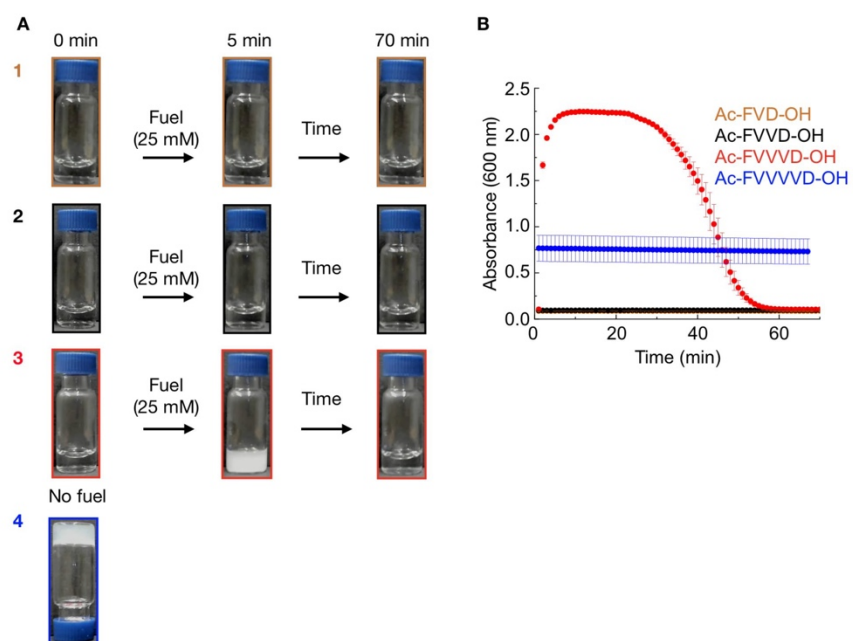 A
0 min 5 min 70 min
1
Fuel
(25 mM)
Time
2
Fuel
(25 mM)
Time
3
Fuel
(25 mM)
Time
No fuel
4
B
2.5
2.0
1.5
1.0
0.5
0.0
Absorbance (600 nm)
0 20 40 60
Time (min)
Ac-FVD-OH
Ac-FVVD-OH
Ac-FVVVD-OH
Ac-FVVVVD-OH